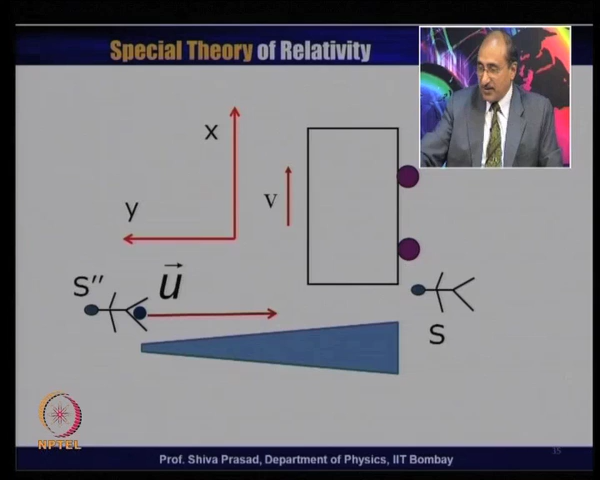 Special Theory of Relativity
x
y
v
S''
u
S
NPTEL
Prof. Shiva Prasad, Department of Physics, IIT Bombay
15